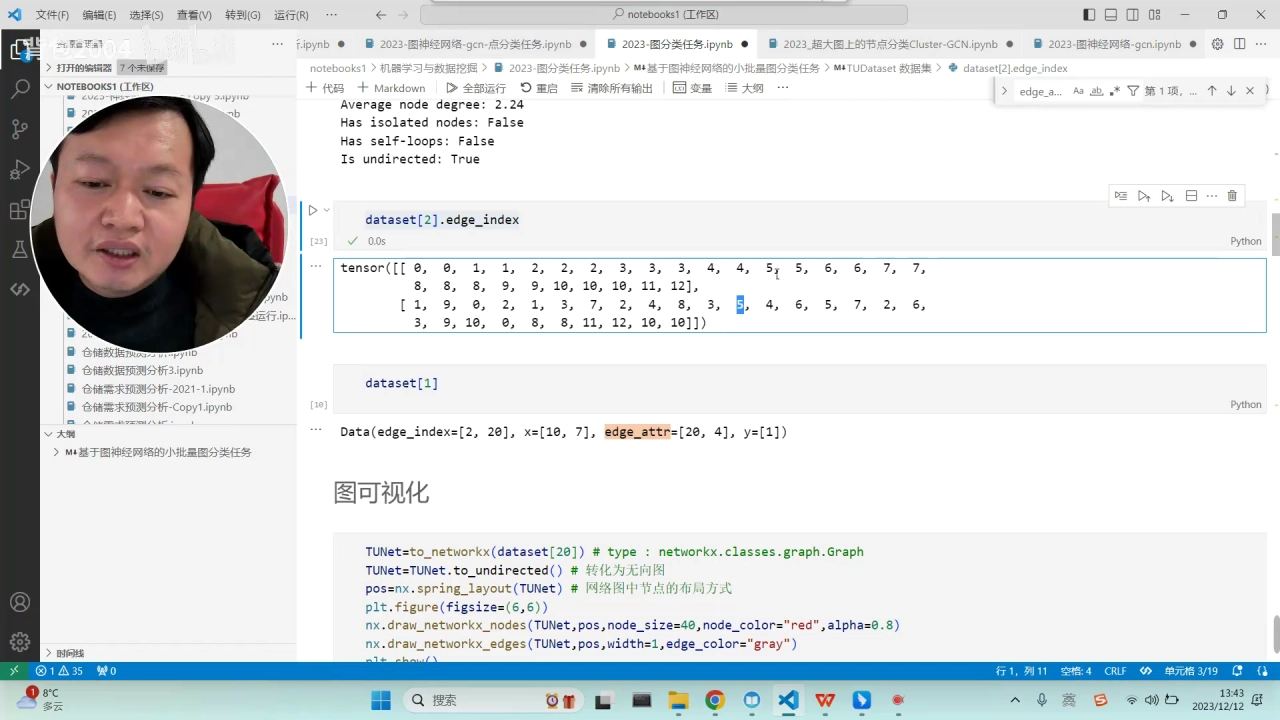 文件(F) 编辑(E) 选择(S) 查看(V) 转到(G) 运行(R) ···
notebooks1 (工作区)
.ipynb 2023-图神经网络-gcn-点分类任务.ipynb 2023-图分类任务.ipynb 2023_超大图上的节点分类Cluster-GCN.ipynb 2023-图神经网络-gcn.ipynb
打开的编辑器 7 个未保存
notebooks1 > 机器学习与数据挖掘 > 2023-图分类任务.ipynb > 基于图神经网络的小批量图分类任务 > TUDataset 数据集 > dataset[2].edge_index
NOTEBOOKS1 (工作区)
代码 Markdown 全部运行 重启 清除所有输出 变量 大纲 ···
edge_a... Aa ab 第 1 项, ...
Average node degree: 2.24
Has isolated nodes: False
Has self-loops: False
Is undirected: True
dataset[2].edge_index
[23] 0.0s Python
tensor([[ 0, 0, 1, 1, 2, 2, 2, 3, 3, 3, 4, 4, 5, 5, 6, 6, 7, 7,
8, 8, 8, 9, 9, 10, 10, 10, 11, 12],
[ 1, 9, 0, 2, 1, 3, 7, 2, 4, 8, 3, 5, 4, 6, 5, 7, 2, 6,
3, 9, 10, 0, 8, 8, 11, 12, 10, 10]])
仓储数据预测分析.ipynb
仓储数据预测分析3.ipynb
仓储需求预测分析-2021-1.ipynb
仓储需求预测分析-Copy1.ipynb
dataset[1]
[10] Python
Data(edge_index=[2, 20], x=[10, 7], edge_attr=[20, 4], y=[1])
大纲
基于图神经网络的小批量图分类任务
图可视化
TUNet=to_networkx(dataset[20]) # type : networkx.classes.graph.Graph
TUNet=TUNet.to_undirected() # 转化为无向图
pos=nx.spring_layout(TUNet) # 网络图中节点的布局方式
plt.figure(figsize=(6,6))
nx.draw_networkx_nodes(TUNet,pos,node_size=40,node_color="red",alpha=0.8)
nx.draw_networkx_edges(TUNet,pos,width=1,edge_color="gray")
plt.show()
时间线
1 35 0 行 1, 列 11 空格: 4 CRLF 单元格 3/19
1 8°C
多云
搜索
英
13:43
2023/12/12